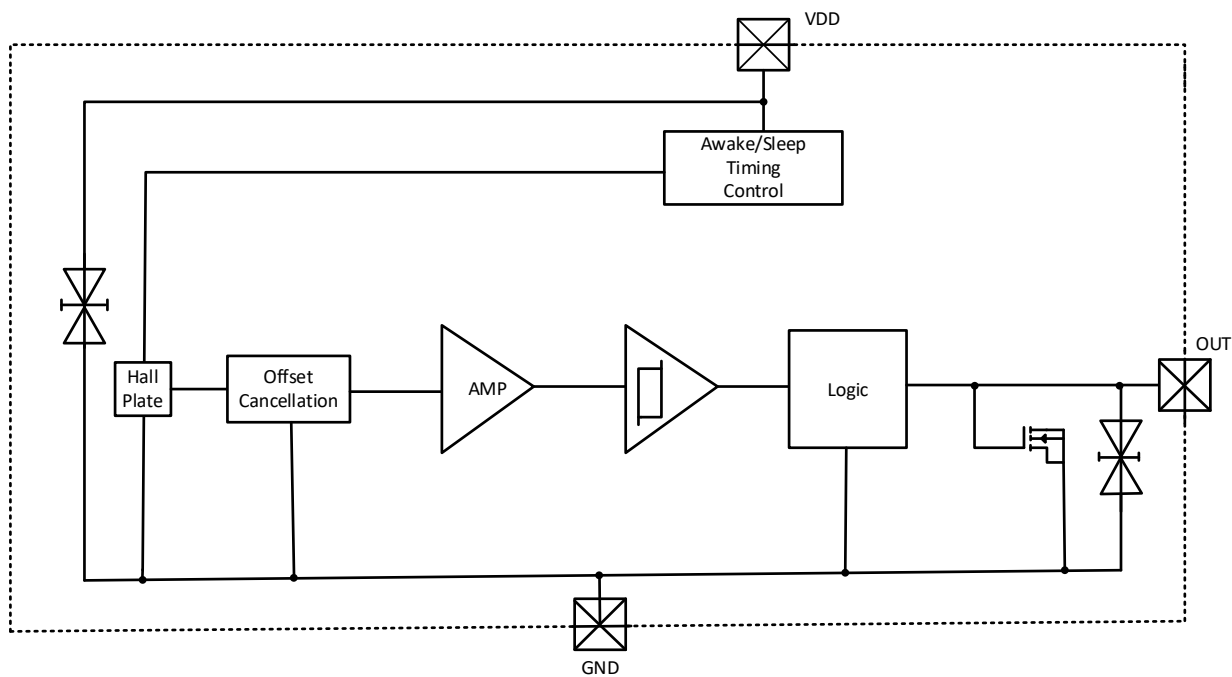 VDD
Awake/Sleep
Timing
Control
Hall
Plate
Offset
Cancellation
AMP
Logic
OUT
GND